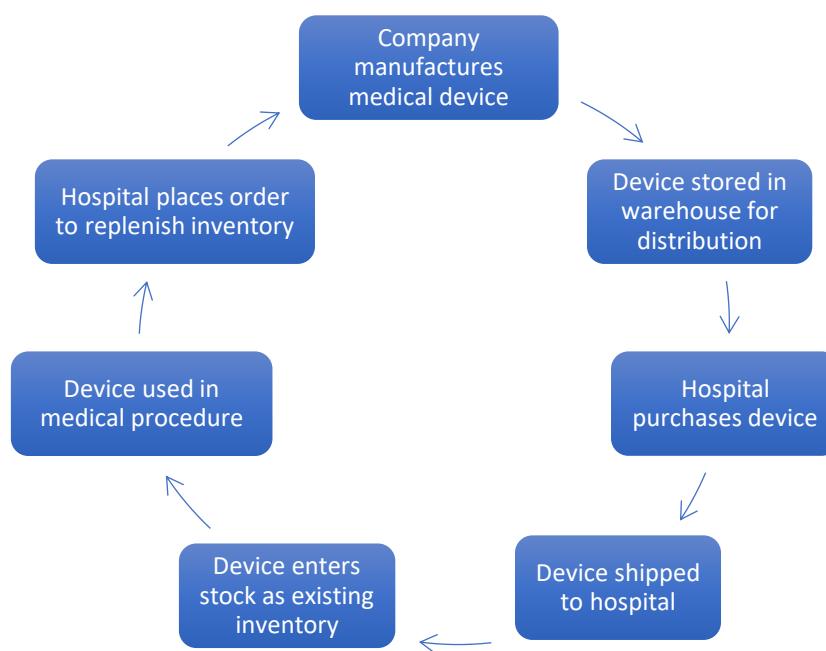 Company
manufactures
medical device
Device stored in
warehouse for
distribution
Hospital
purchases device
Device shipped
to hospital
Device enters
stock as existing
inventory
Device used in
medical procedure
Hospital places order
to replenish inventory